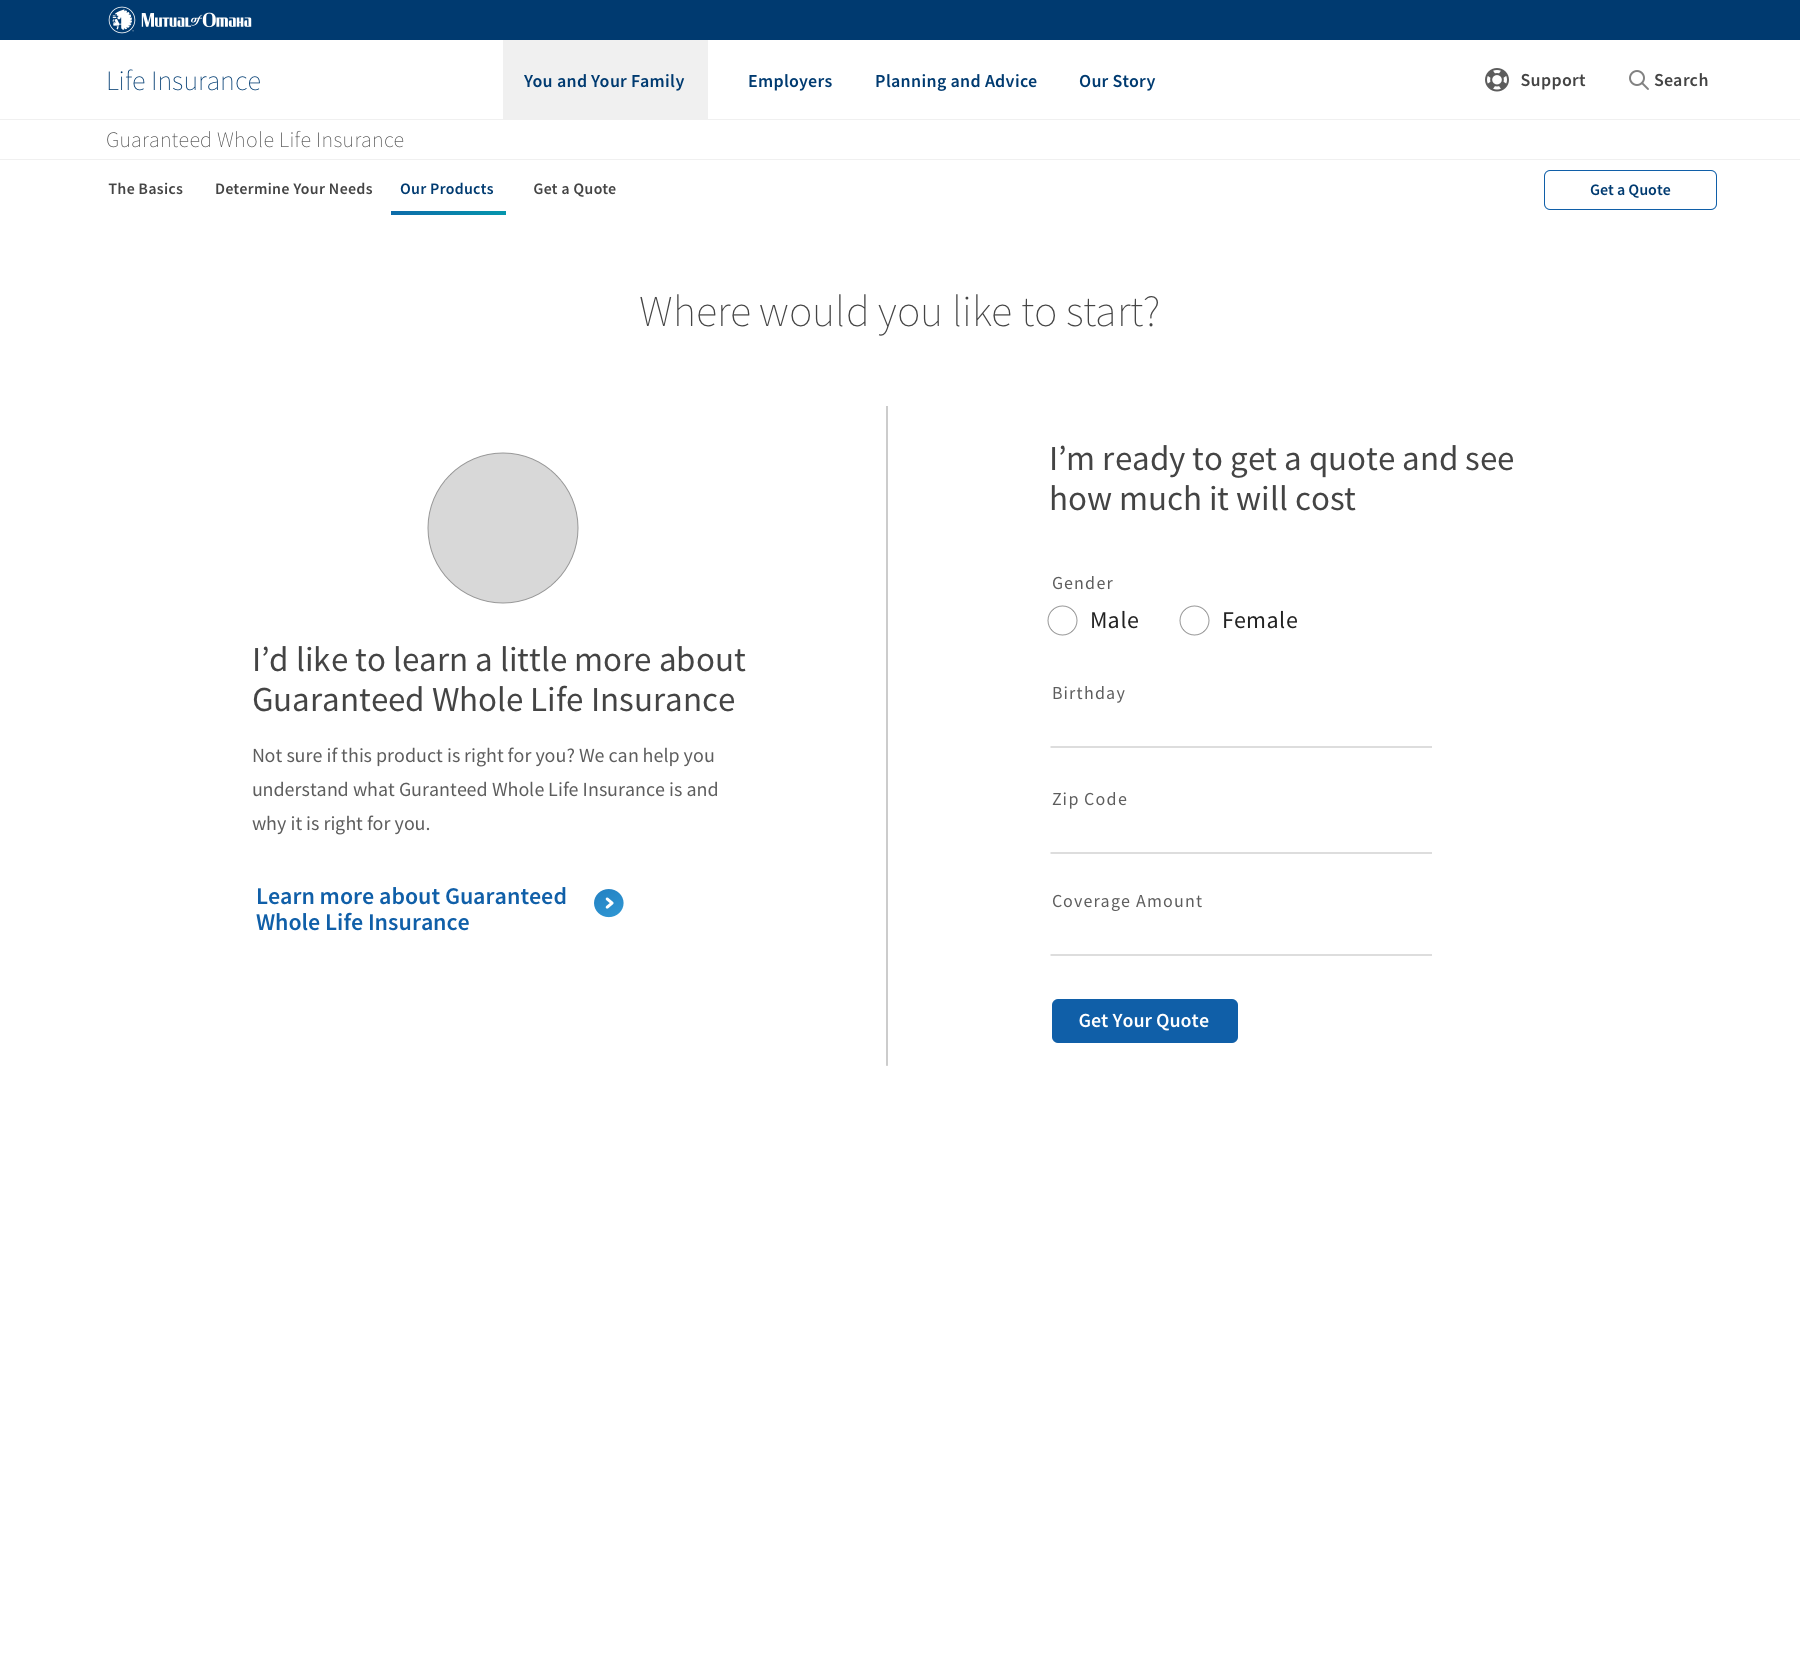 Mutual of Omaha
Life Insurance
You and Your Family
Employers
Planning and Advice
Our Story
Support
Search
Guaranteed Whole Life Insurance
The Basics
Determine Your Needs
Our Products
Get a Quote
Get a Quote
Where would you like to start?
I’d like to learn a little more about
Guaranteed Whole Life Insurance
Not sure if this product is right for you? We can help you
understand what Guranteed Whole Life Insurance is and
why it is right for you.
Learn more about Guaranteed
Whole Life Insurance
I’m ready to get a quote and see
how much it will cost
Gender
Male
Female
Birthday
Zip Code
Coverage Amount
Get Your Quote